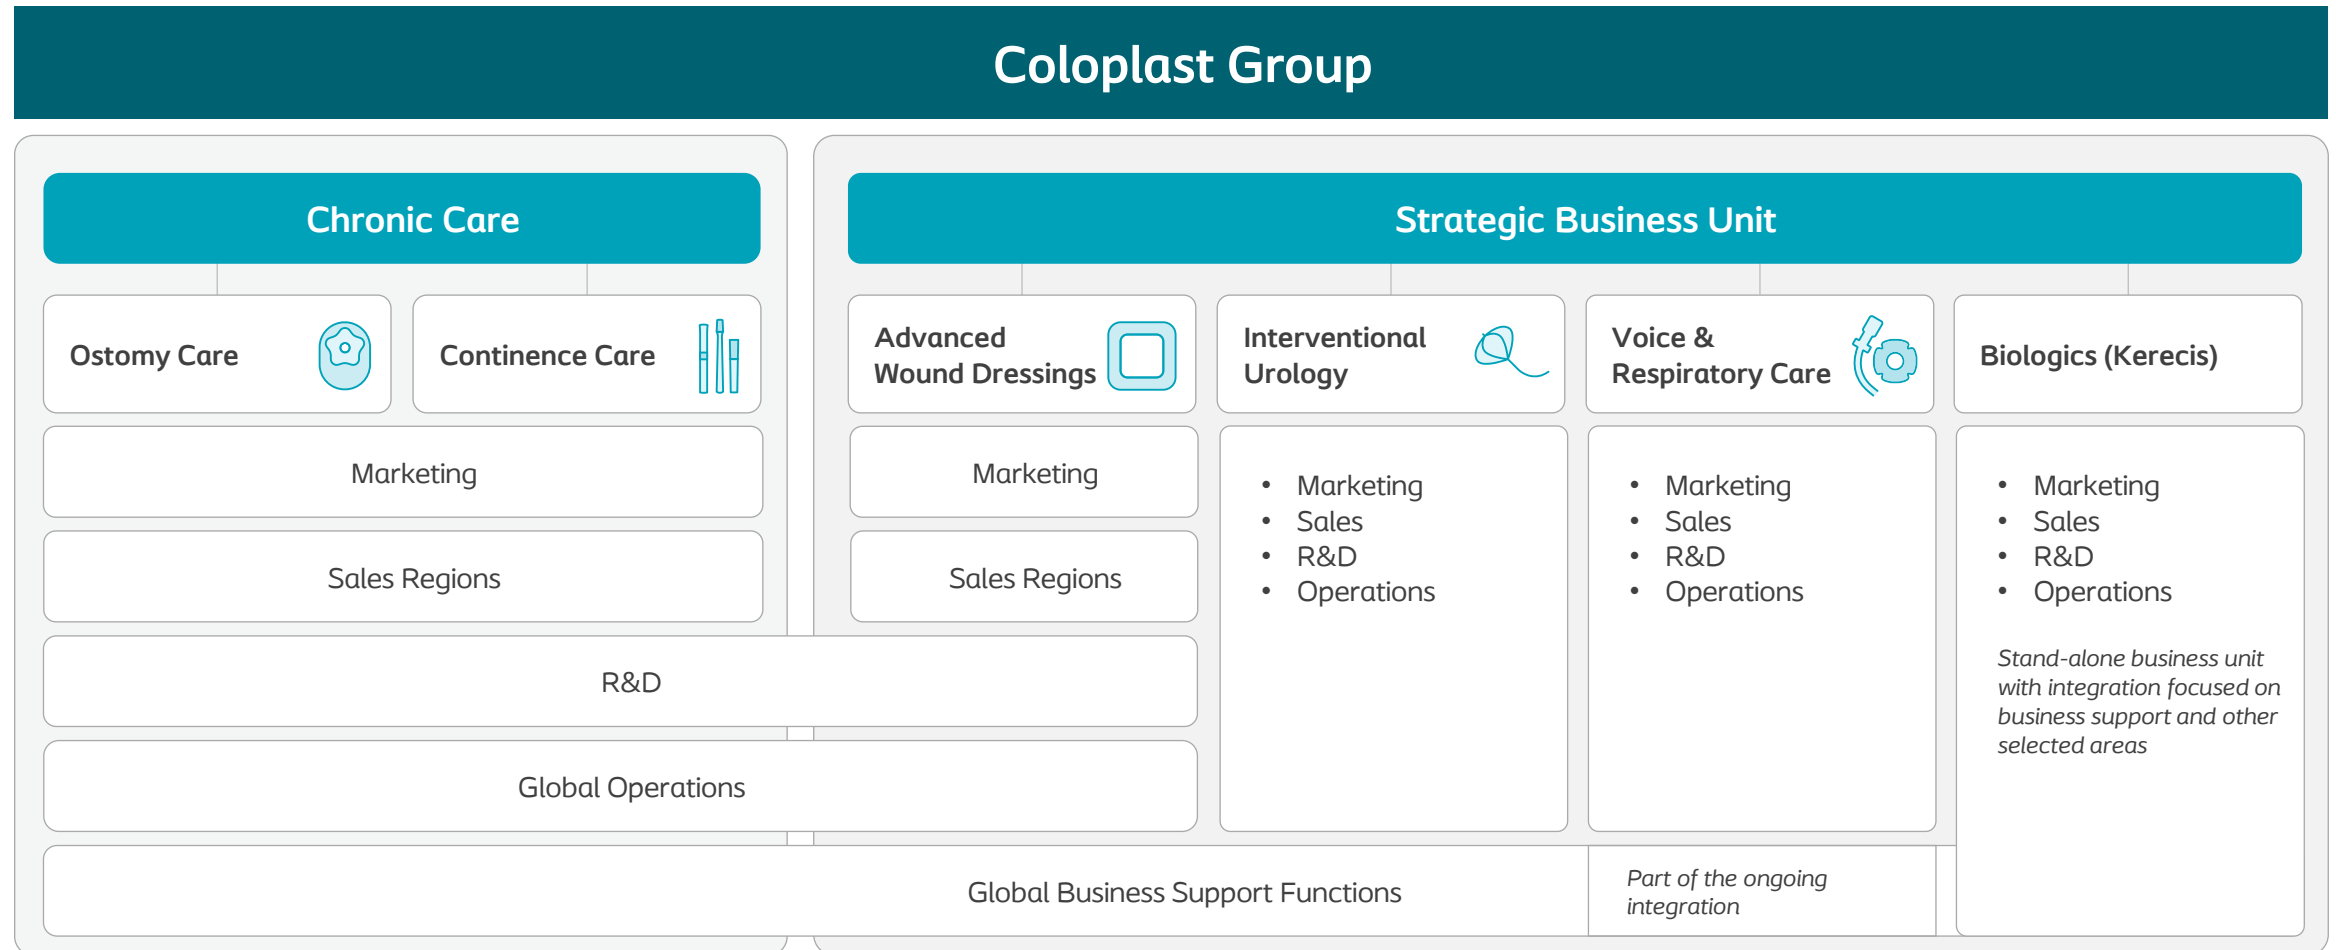 Coloplast Group
Chronic Care
Strategic Business Unit
Ostomy Care
Continence Care
Advanced
Wound Dressings
Interventional
Urology
Voice &
Respiratory Care
Biologics (Kerecis)
Marketing
Sales Regions
Marketing
Sales Regions
R&D
Global Operations
• Marketing
• Sales
• R&D
• Operations
• Marketing
• Sales
• R&D
• Operations
• Marketing
• Sales
• R&D
• Operations
Stand-alone business unit
with integration focused on
business support and other
selected areas
Global Business Support Functions
Part of the ongoing
integration